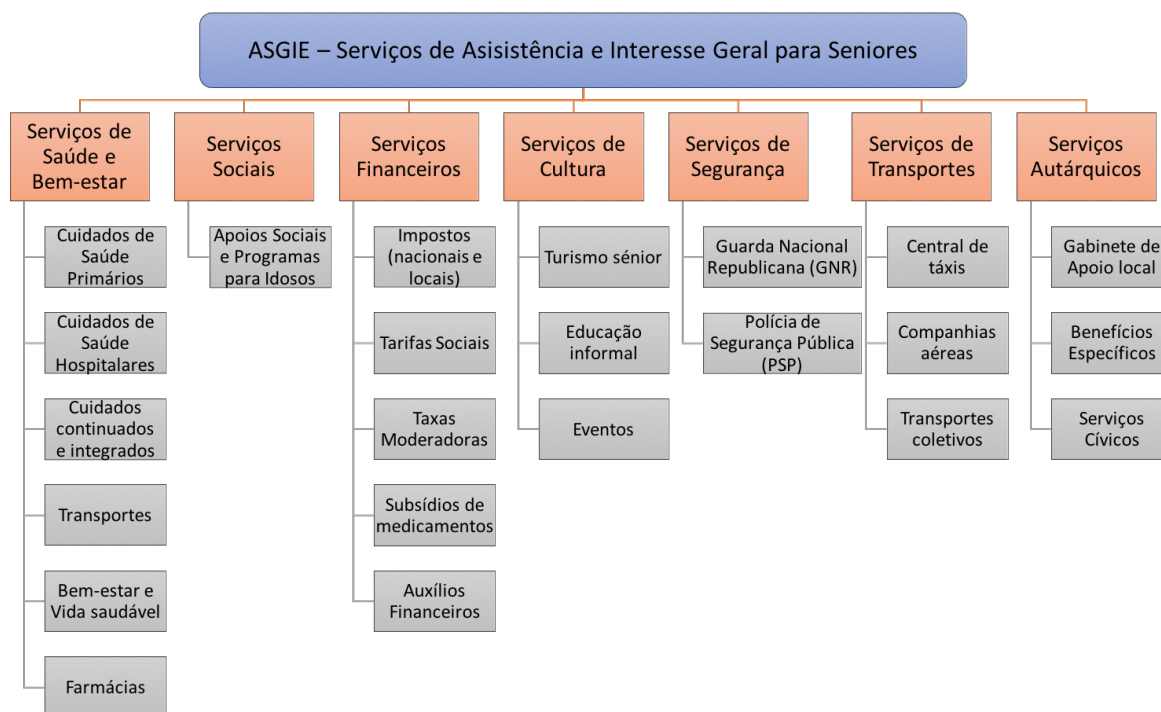 ASGIE – Serviços de Asisistência e Interesse Geral para Seniores
Serviços de
Saúde e
Bem-estar
Cuidados de
Saúde
Primários
Cuidados de
Saúde
Hospitalares
Cuidados
continuados
e integrados
Transportes
Bem-estar e
Vida saudável
Farmácias
Serviços
Sociais
Apoios Sociais
e Programas
para Idosos
Serviços
Financeiros
Impostos
(nacionais e
locais)
Tarifas Sociais
Taxas
Moderadoras
Subsídios de
medicamentos
Auxílios
Financeiros
Serviços de
Cultura
Turismo sénior
Educação
informal
Eventos
Serviços de
Segurança
Guarda Nacional
Republicana (GNR)
Polícia de
Segurança Pública
(PSP)
Serviços de
Transportes
Central de
táxis
Companhias
aéreas
Transportes
coletivos
Serviços
Autárquicos
Gabinete de
Apoio local
Benefícios
Específicos
Serviços
Cívicos